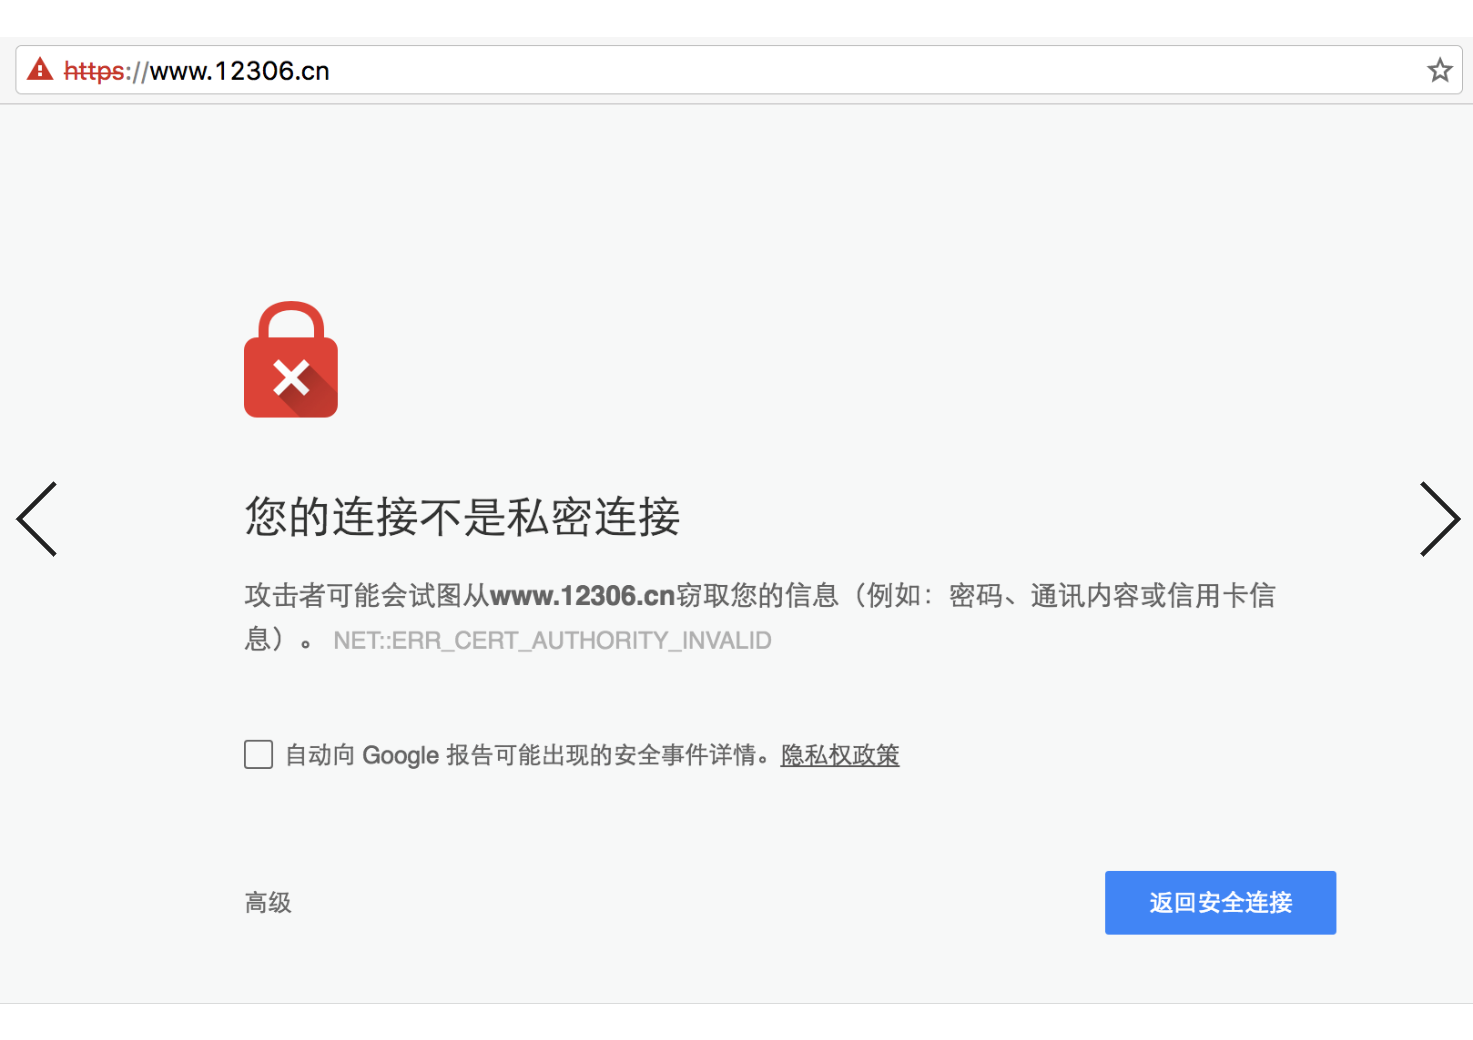 https://www.12306.cn
您的连接不是私密连接
攻击者可能会试图从www.12306.cn窃取您的信息（例如：密码、通讯内容或信用卡信
息）。 NET::ERR_CERT_AUTHORITY_INVALID
自动向 Google 报告可能出现的安全事件详情。隐私权政策
高级
返回安全连接